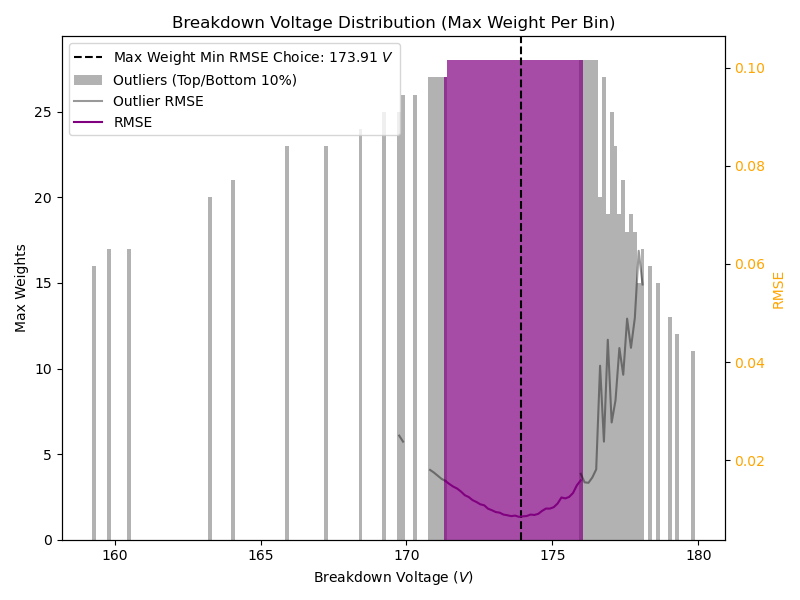 Breakdown Voltage Distribution (Max Weight Per Bin)
Max Weight Min RMSE Choice: 173.91 V
Outliers (Top/Bottom 10%)
Outlier RMSE
RMSE
Max Weights
25
20
15
10
5
0
0.10
0.08
0.06
0.04
0.02
RMSE
160 165 170 175 180
Breakdown Voltage (V)